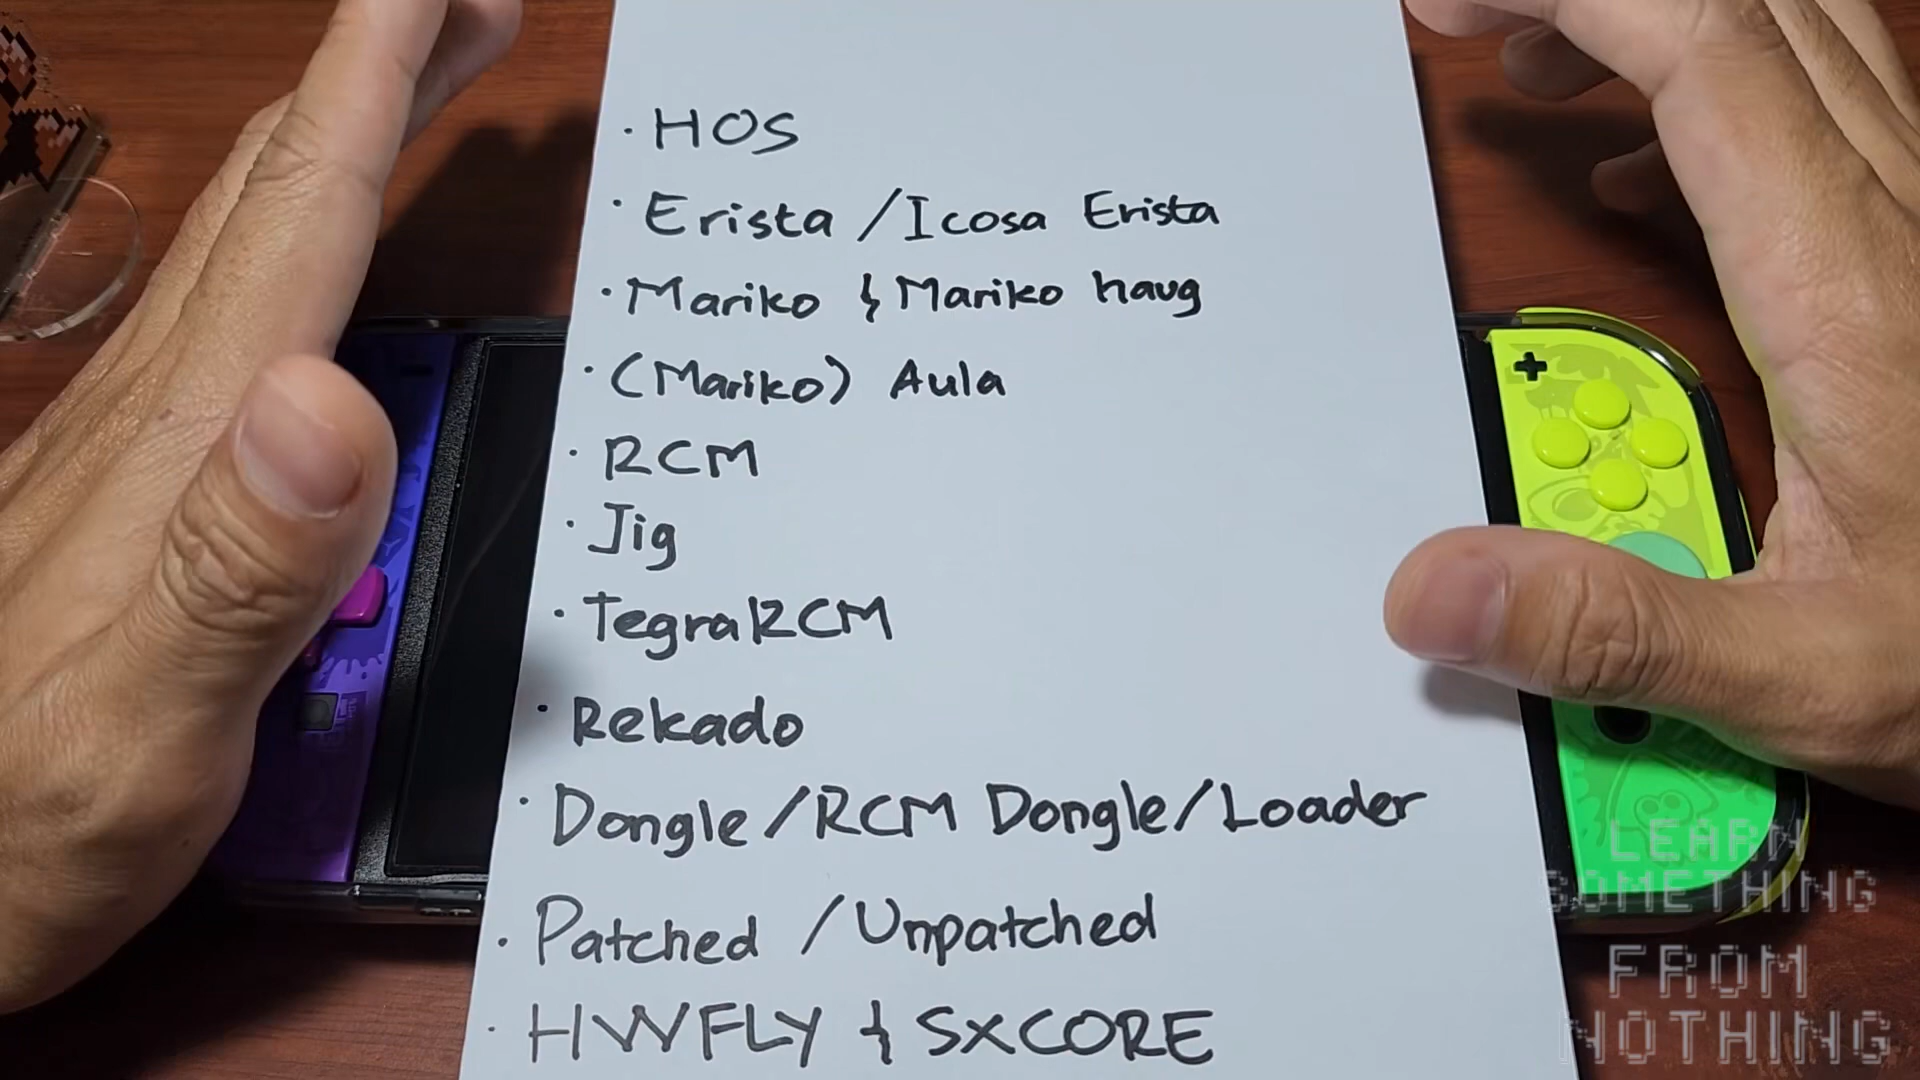 · HOS
· Erista / Icosa Erista
· Mariko & Mariko haug
· (Mariko) Aula
· RCM
· Jig
· TegraRCM
· Rekado
· Dongle / RCM Dongle / Loader
· Patched / Unpatched
· HWFLY & SXCORE
LEARN
SOMETHING
FROM
NOTHING